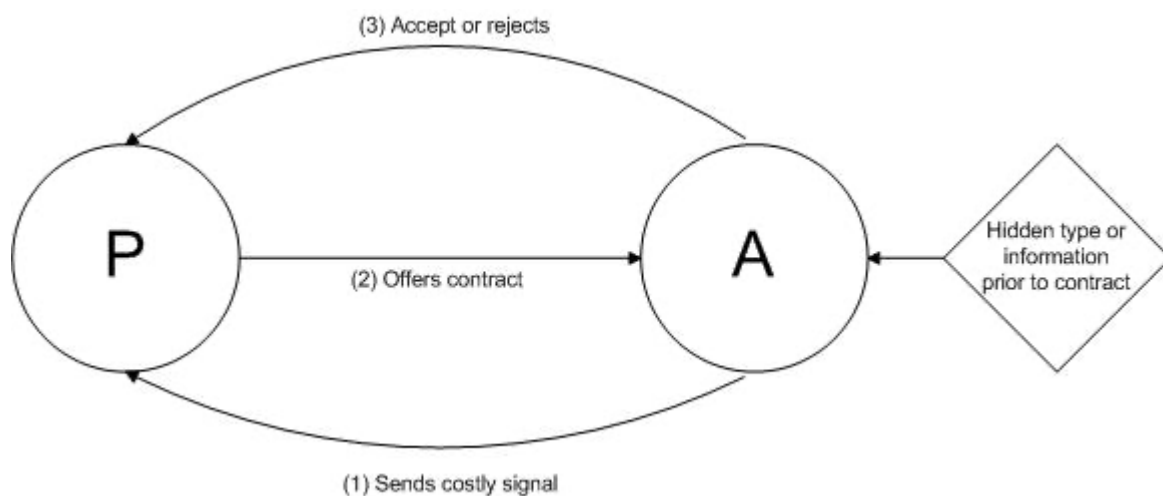 (3) Accept or rejects
P
A
(2) Offers contract
Hidden type or
information
prior to contract
(1) Sends costly signal